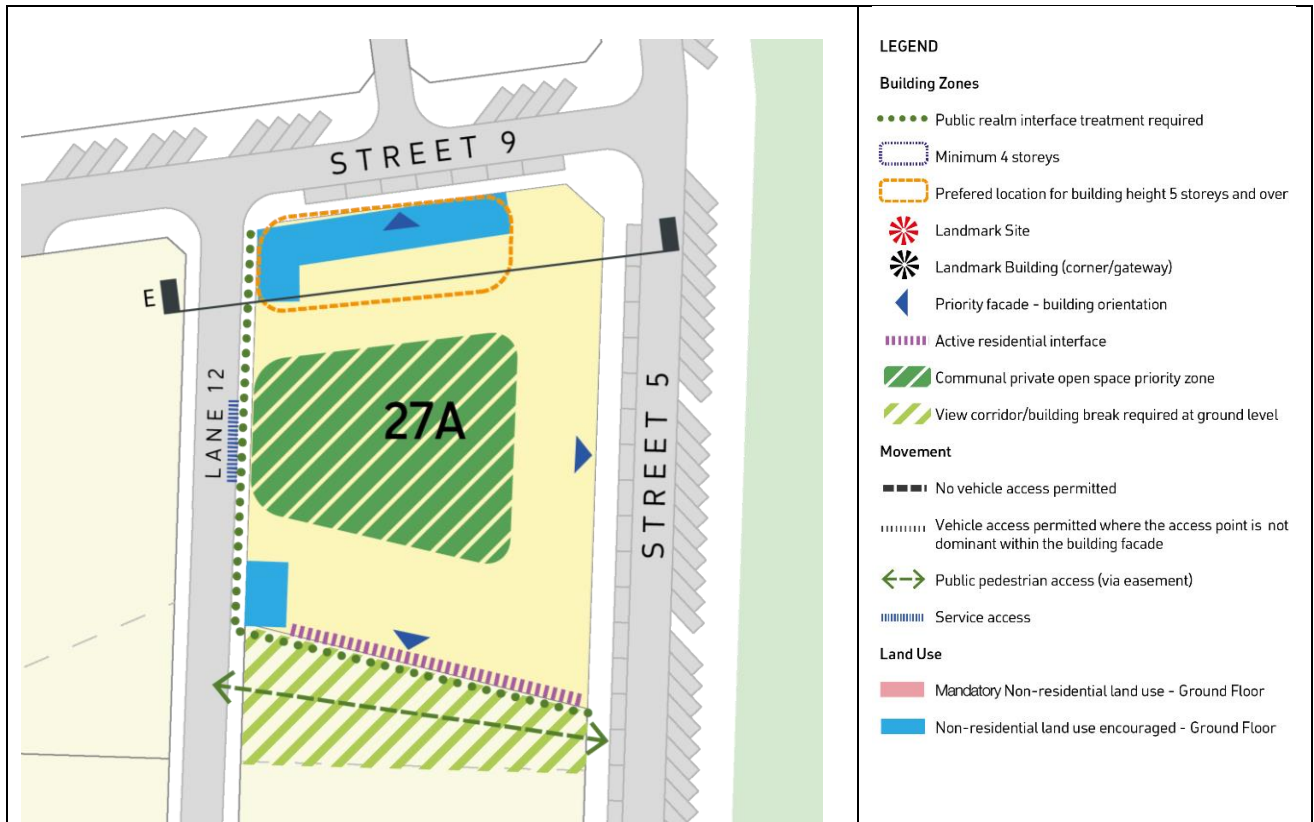 STREET 9
E
LANE 12
27A
STREET 5
LEGEND
Building Zones
Public realm interface treatment required
Minimum 4 storeys
Prefered location for building height 5 storeys and over
Landmark Site
Landmark Building (corner/gateway)
Priority facade - building orientation
Active residential interface
Communal private open space priority zone
View corridor/building break required at ground level
Movement
No vehicle access permitted
Vehicle access permitted where the access point is not
dominant within the building facade
Public pedestrian access (via easement)
Service access
Land Use
Mandatory Non-residential land use - Ground Floor
Non-residential land use encouraged - Ground Floor